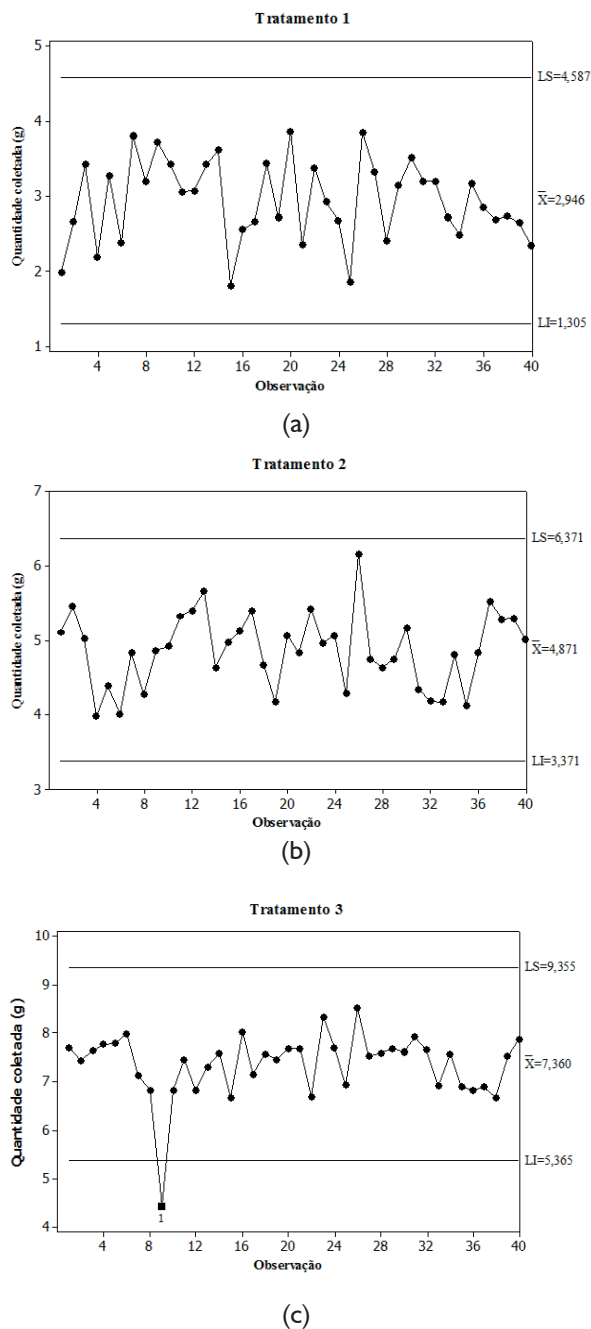 Tratamento 1
Quantidade coletada (g)
5
4
3
2
1
LS=4,587
X̅=2,946
LI=1,305
4 8 12 16 20 24 28 32 36 40
Observação
(a)
Tratamento 2
Quantidade coletada (g)
7
6
5
4
3
LS=6,371
X̅=4,871
LI=3,371
4 8 12 16 20 24 28 32 36 40
Observação
(b)
Tratamento 3
Quantidade coletada (g)
10
9
8
7
6
5
4
LS=9,355
X̅=7,360
LI=5,365
1
4 8 12 16 20 24 28 32 36 40
Observação
(c)